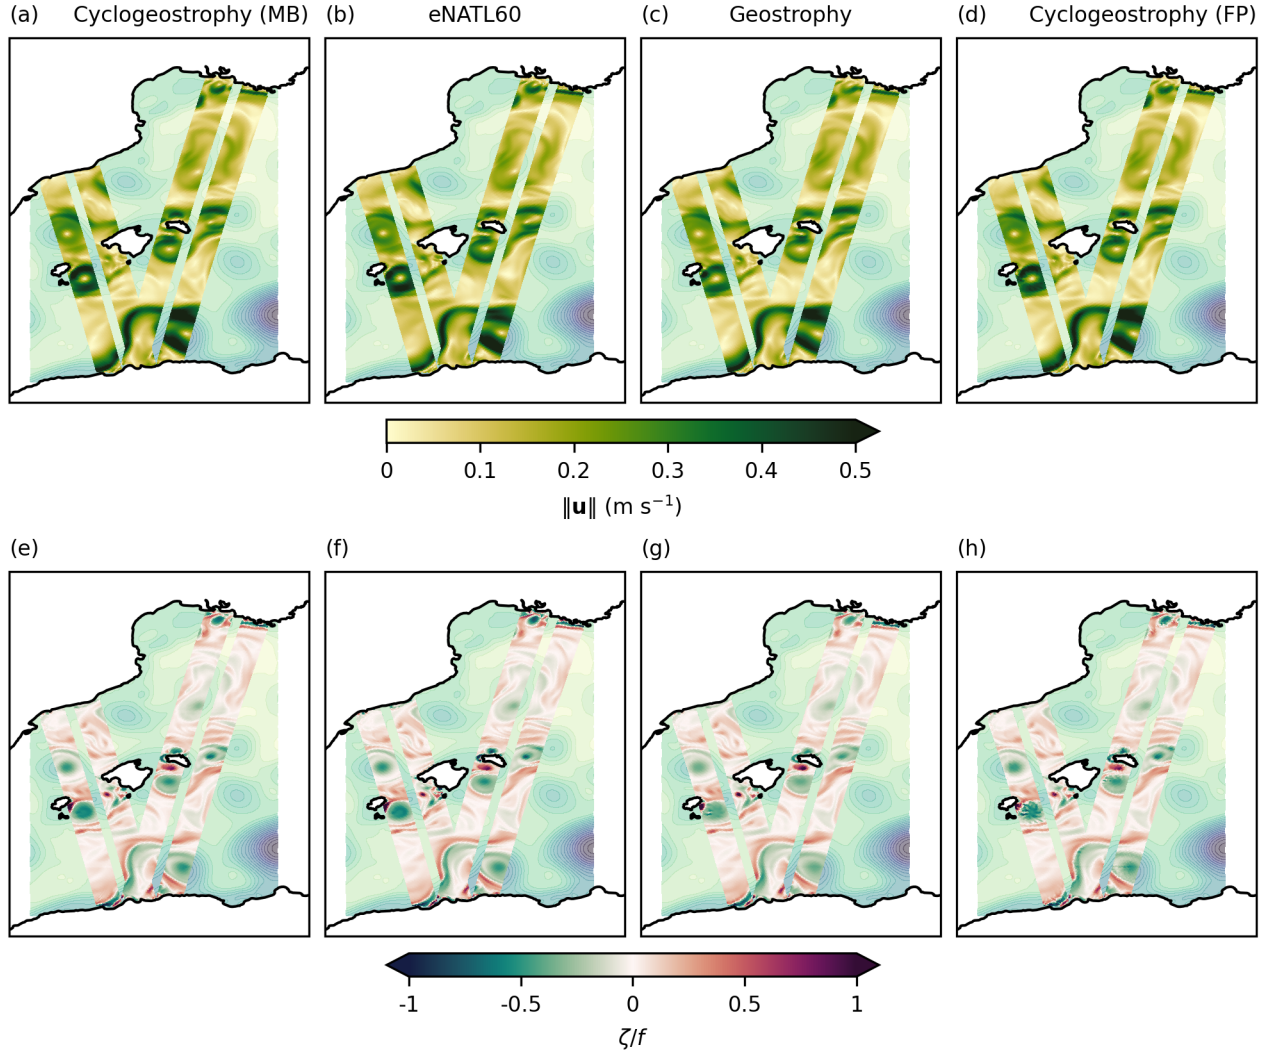 (a) Cyclogeostrophy (MB) (b) eNATL60 (c) Geostrophy (d) Cyclogeostrophy (FP)
0 0.1 0.2 0.3 0.4 0.5
‖u‖ (m s⁻¹)
(e) (f) (g) (h)
-1 -0.5 0 0.5 1
ζ/f